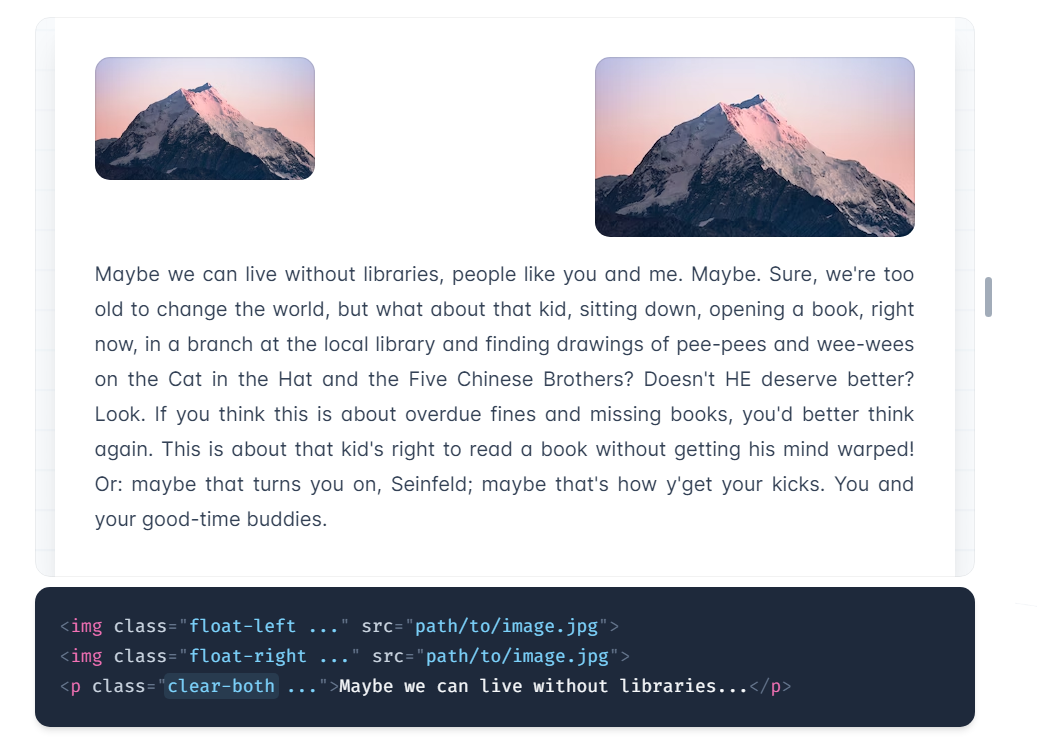 Maybe we can live without libraries, people like you and me. Maybe. Sure, we're too
old to change the world, but what about that kid, sitting down, opening a book, right
now, in a branch at the local library and finding drawings of pee-pees and wee-wees
on the Cat in the Hat and the Five Chinese Brothers? Doesn't HE deserve better?
Look. If you think this is about overdue fines and missing books, you'd better think
again. This is about that kid's right to read a book without getting his mind warped!
Or: maybe that turns you on, Seinfeld; maybe that's how y'get your kicks. You and
your good-time buddies.
<img class="float-left ..." src="path/to/image.jpg">
<img class="float-right ..." src="path/to/image.jpg">
<p class="clear-both ...">Maybe we can live without libraries...</p>